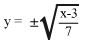 y = ±√((x-3)/7)